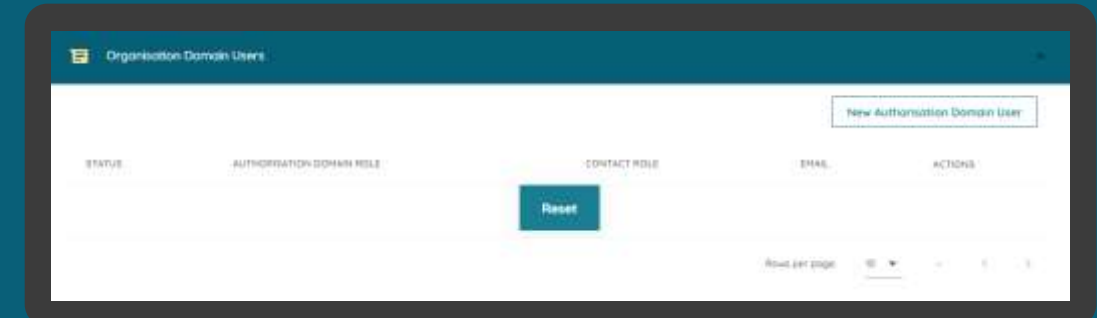 Organisation Domain Users
New Authorisation Domain User
STATUS AUTHORISATION DOMAIN ROLE CONTACT ROLE EMAIL ACTIONS
Reset
Rows per page: 10